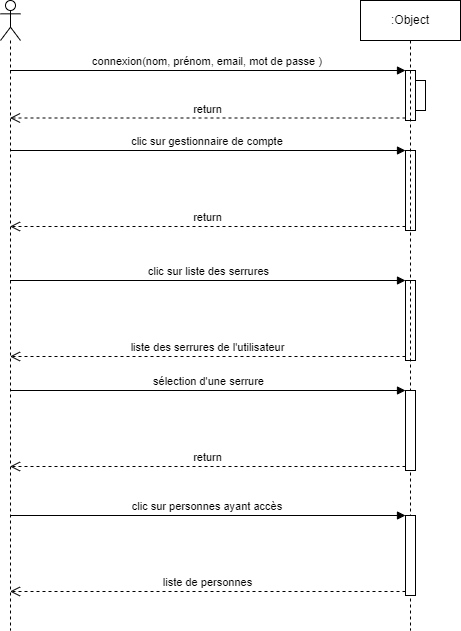 :Object
connexion(nom, prénom, email, mot de passe )
return
clic sur gestionnaire de compte
return
clic sur liste des serrures
liste des serrures de l'utilisateur
sélection d'une serrure
return
clic sur personnes ayant accès
liste de personnes